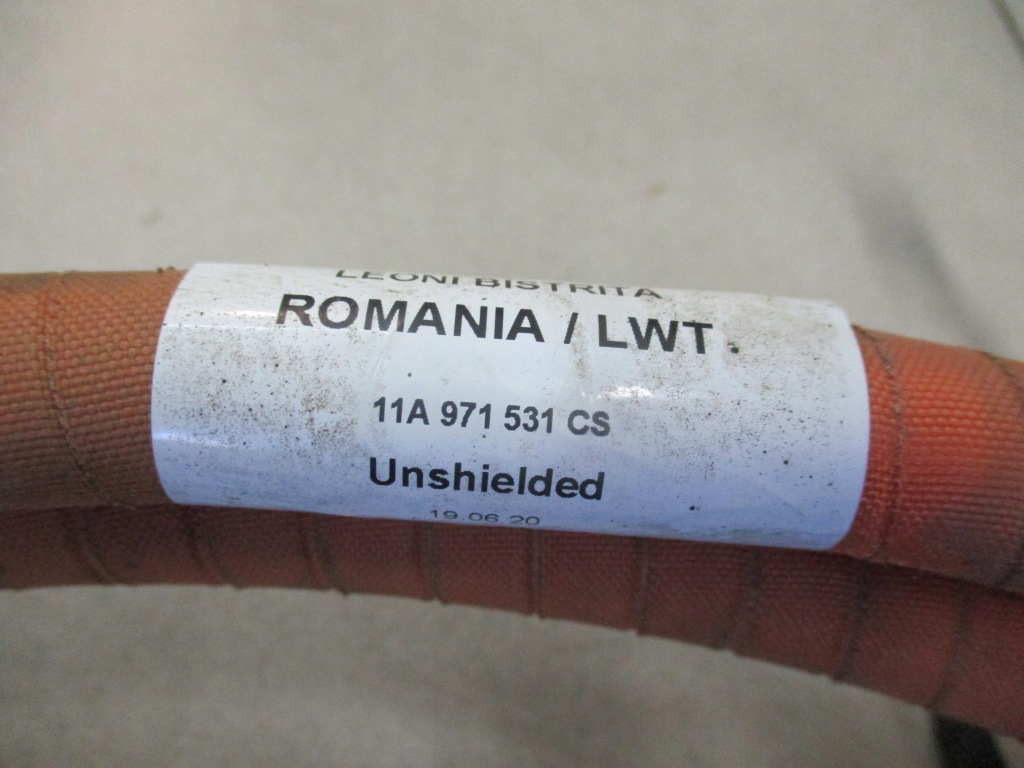 LEONI BISTRITA
ROMANIA / LWT
11A 971 531 CS
Unshielded
19.06.20